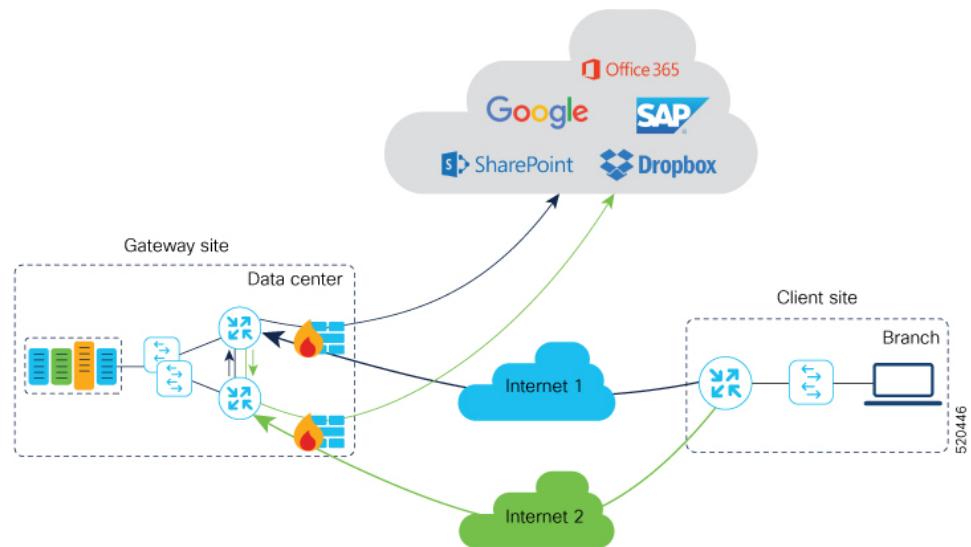 Office 365
Google
SAP
SharePoint
Dropbox
Gateway site
Data center
Client site
Branch
Internet 1
Internet 2
520446